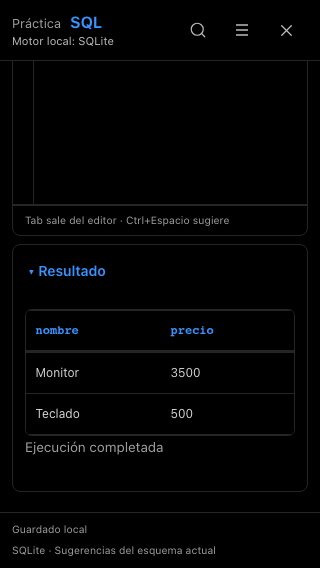 Práctica SQL
Motor local: SQLite
Tab sale del editor · Ctrl+Espacio sugiere
▾ Resultado
nombre precio
Monitor 3500
Teclado 500
Ejecución completada
Guardado local
SQLite · Sugerencias del esquema actual